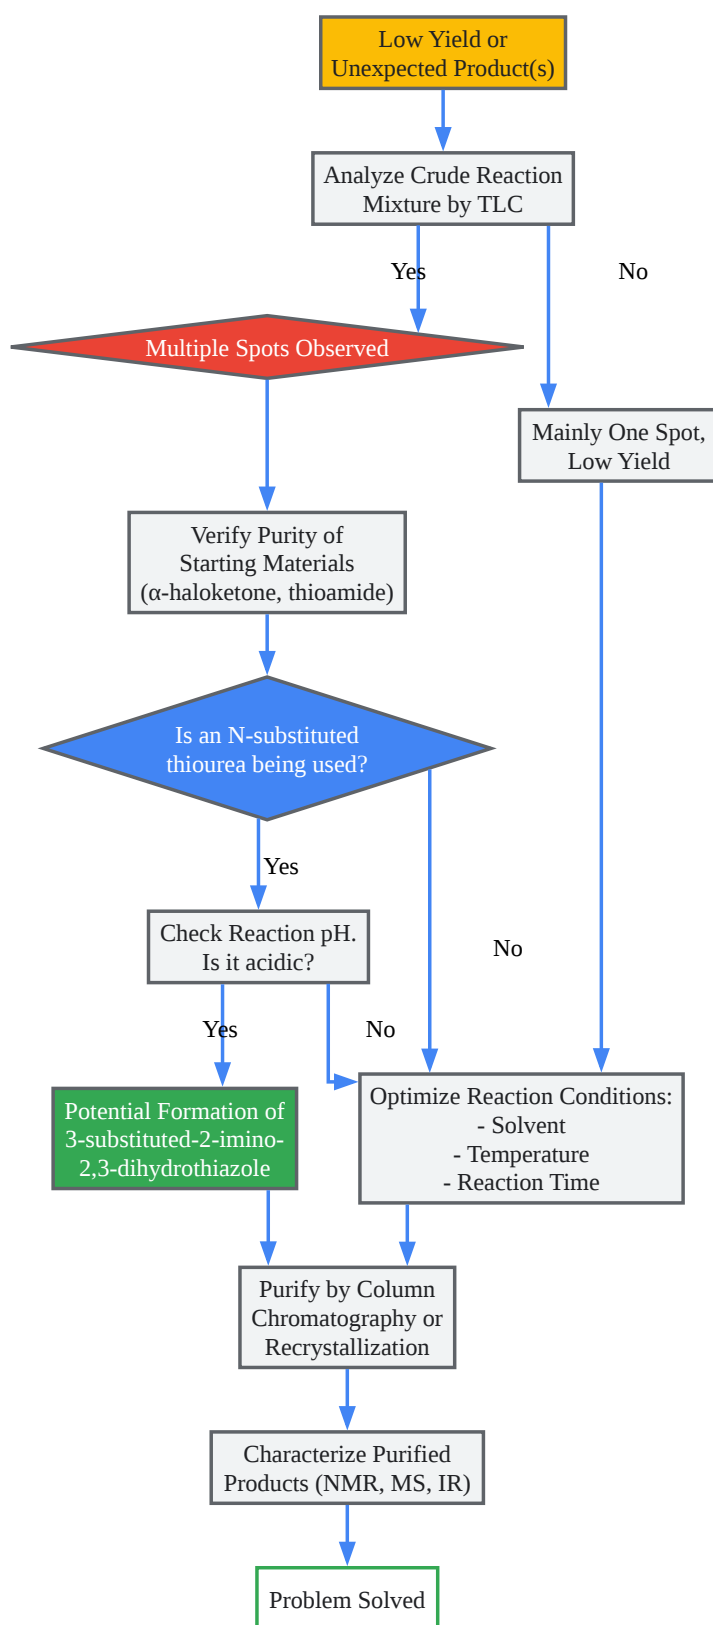 Low Yield or
Unexpected Product(s)
Analyze Crude Reaction
Mixture by TLC
Yes
No
Multiple Spots Observed
Mainly One Spot,
Low Yield
Verify Purity of
Starting Materials
(α-haloketone, thioamide)
Is an N-substituted
thiourea being used?
Yes
No
Check Reaction pH.
Is it acidic?
Yes
No
Potential Formation of
3-substituted-2-imino-
2,3-dihydrothiazole
Optimize Reaction Conditions:
- Solvent
- Temperature
- Reaction Time
Purify by Column
Chromatography or
Recrystallization
Characterize Purified
Products (NMR, MS, IR)
Problem Solved